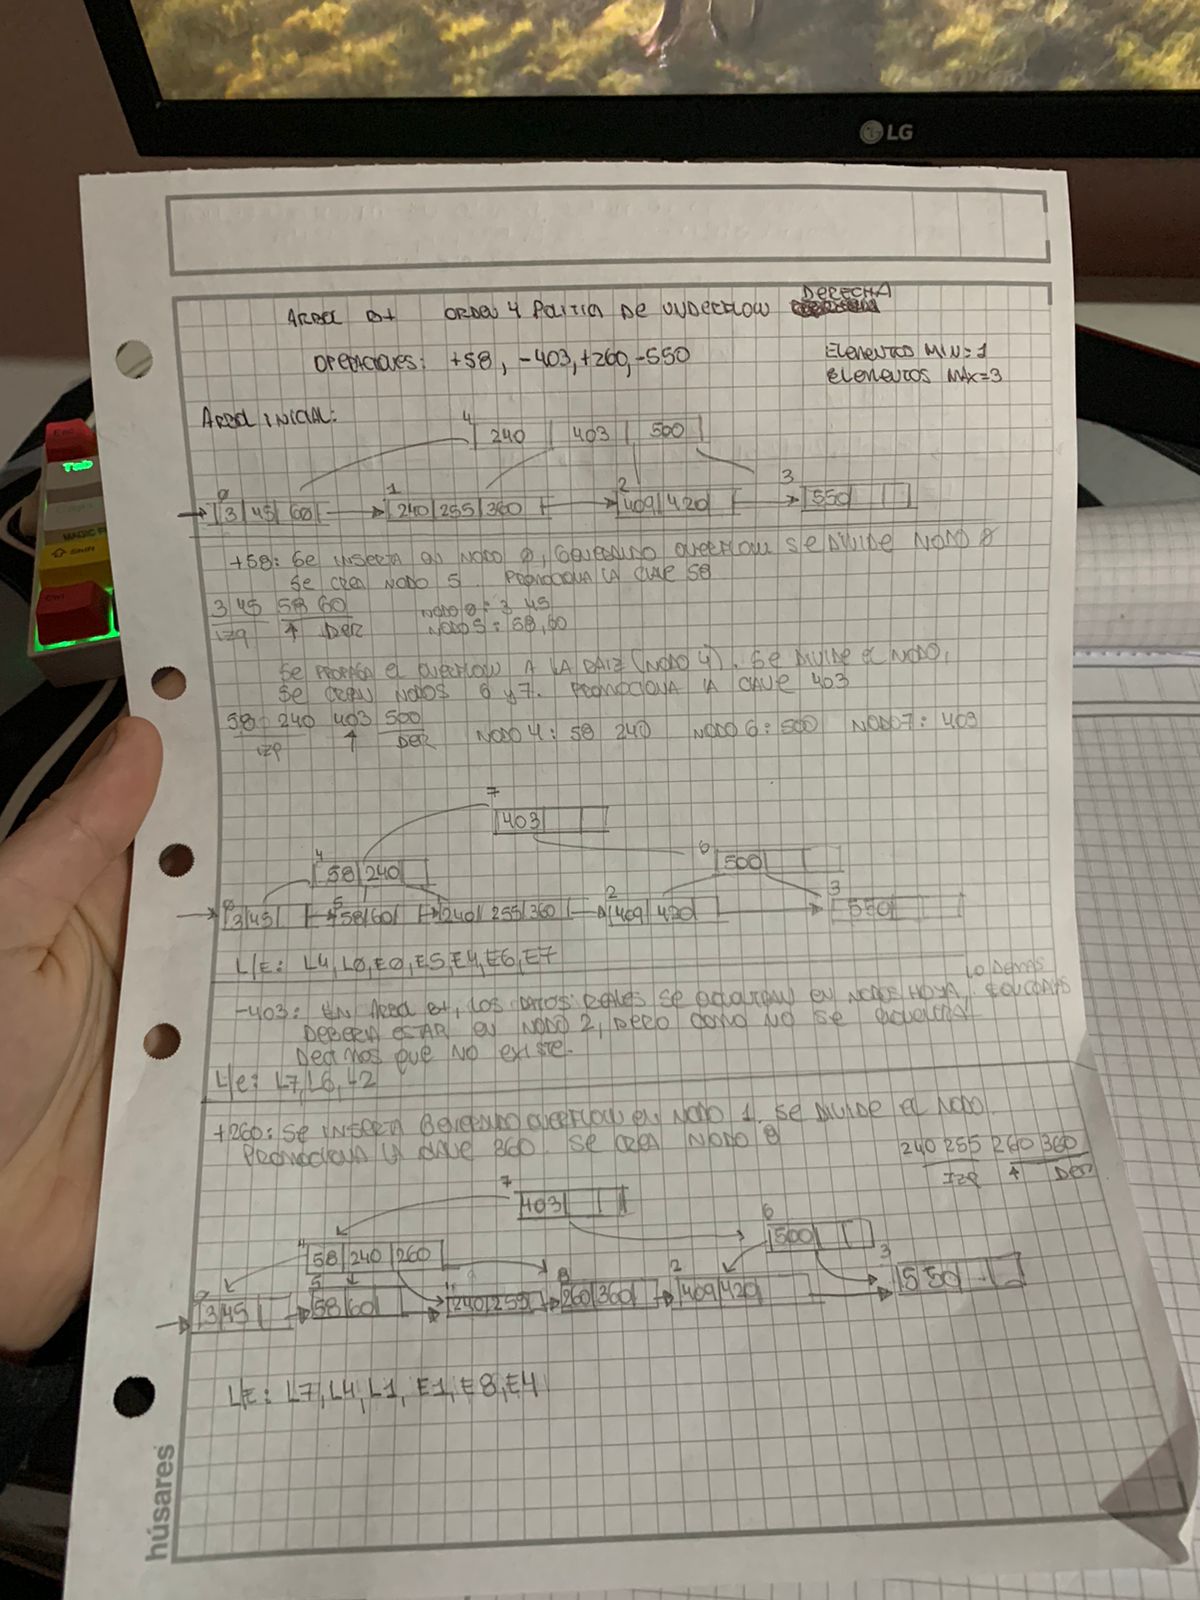 LG
Tab
ARBOL B+ ORDEN 4 POLITICA DE UNDERFLOW DERECHA
OPERACIONES: +58, -403, +260, -550
ELEMENTOS MIN=1
ELEMENTOS MAX=3
ARBOL INICIAL:
4
240 403 500
0 1 2 3
3 45 60 240 255 360 409 420 550
+58: SE INSERTA EN NODO 0, GENERANDO OVERFLOW SE DIVIDE NODO 0
SE CREA NODO 5. PROMOCIONA LA CLAVE 58
3 45 58 60 NODO 0: 3 45
IZQ ↑ DER NODO 5: 58,60
SE PROPAGA EL OVERFLOW A LA RAIZ (NODO 4). SE DIVIDE EL NODO,
SE CREAN NODOS 6 y 7. PROMOCIONA LA CLAVE 403
58 240 403 500 NODO 4: 58 240 NODO 6: 500 NODO 7: 403
IZQ ↑ DER
7
403
4 6
58 240 500
0 5 2 3
3 45 58 60 240 255 360 409 420 550
L/E: L4, L0, E0, E5, E4, E6, E7
-403: EN ARBOL B+, LOS DATOS REALES SE ENCUENTRAN EN NODOS HOJA, LO DEMAS
DEBERIA ESTAR EN NODO 2, PERO COMO NO SE ENCUENTRA
DECIMOS QUE NO EXISTE.
L/E: L7, L6, L2
+260: SE INSERTA GENERANDO OVERFLOW EN NODO 1. SE DIVIDE EL NODO
PROMOCIONA LA CLAVE 360. SE CREA NODO 8
240 255 260 360
IZQ ↑ DER
7
403
4 6
58 240 260 500
0 5 1 8 2 3
3 45 58 60 240 255 260 360 409 420 550
L/E: L7, L4, L1, E1, E8, E4
húsares